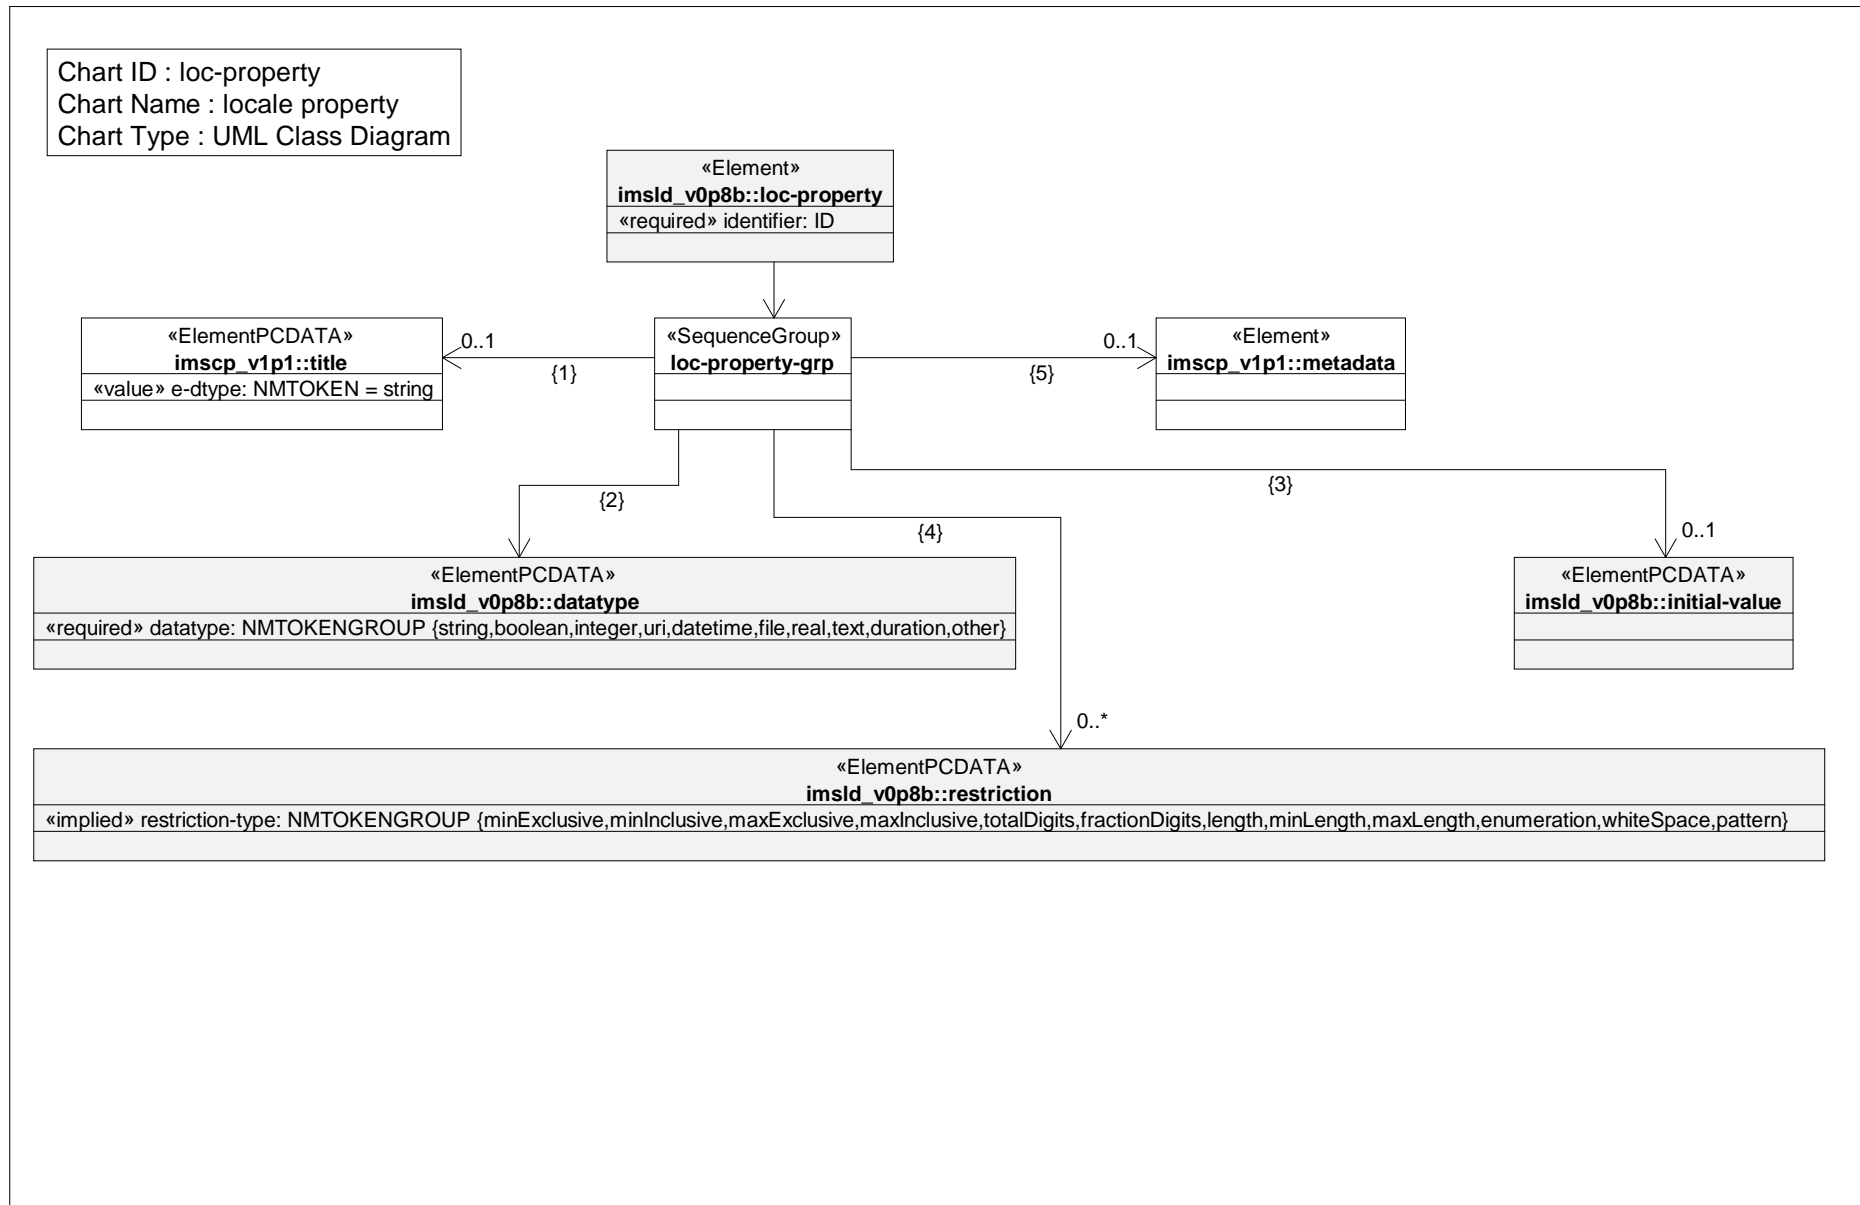 Chart ID : loc-property
Chart Name : locale property
Chart Type : UML Class Diagram
«Element»
imsld_v0p8b::loc-property
«required» identifier: ID
«ElementPCDATA»
imscp_v1p1::title
«value» e-dtype: NMTOKEN = string
0..1
{1}
«SequenceGroup»
loc-property-grp
0..1
{5}
«Element»
imscp_v1p1::metadata
{2}
{4}
{3}
0..1
«ElementPCDATA»
imsld_v0p8b::datatype
«required» datatype: NMTOKENGROUP {string,boolean,integer,uri,datetime,file,real,text,duration,other}
«ElementPCDATA»
imsld_v0p8b::initial-value
0..*
«ElementPCDATA»
imsld_v0p8b::restriction
«implied» restriction-type: NMTOKENGROUP {minExclusive,minInclusive,maxExclusive,maxInclusive,totalDigits,fractionDigits,length,minLength,maxLength,enumeration,whiteSpace,pattern}